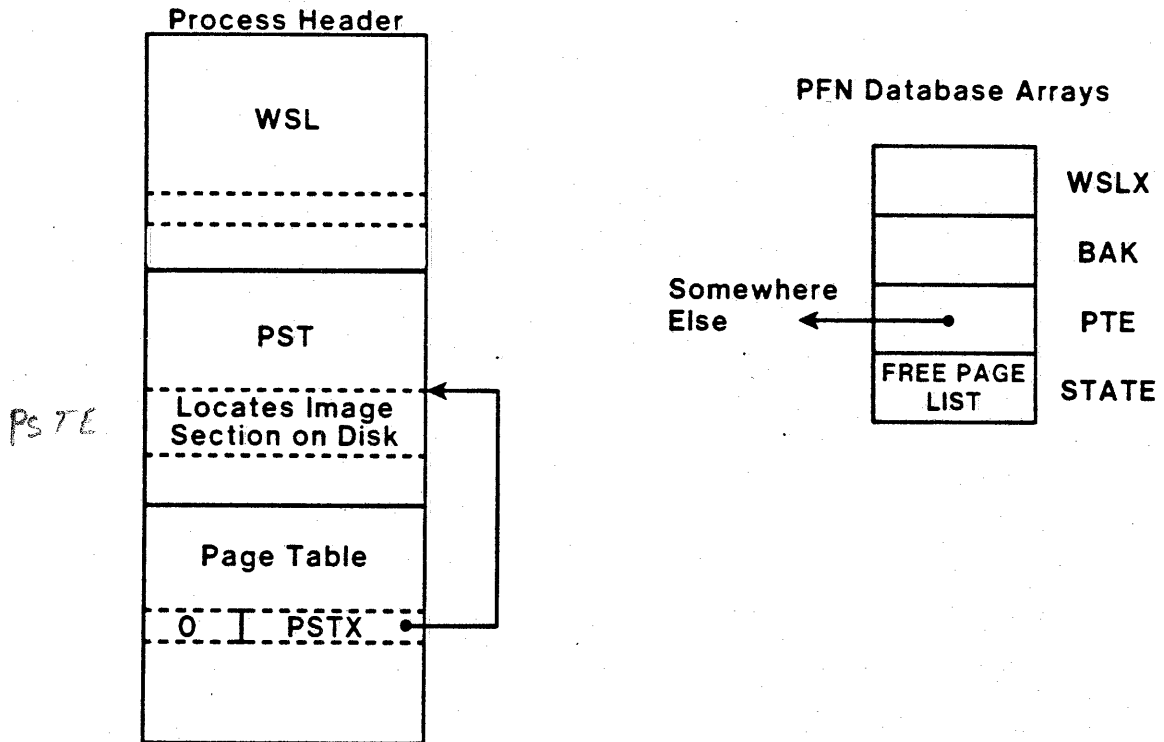 Process Header
WSL
PST
Locates Image
Section on Disk
PSTE
Page Table
0 PSTX
PFN Database Arrays
WSLX
BAK
Somewhere
Else
PTE
FREE PAGE
LIST
STATE